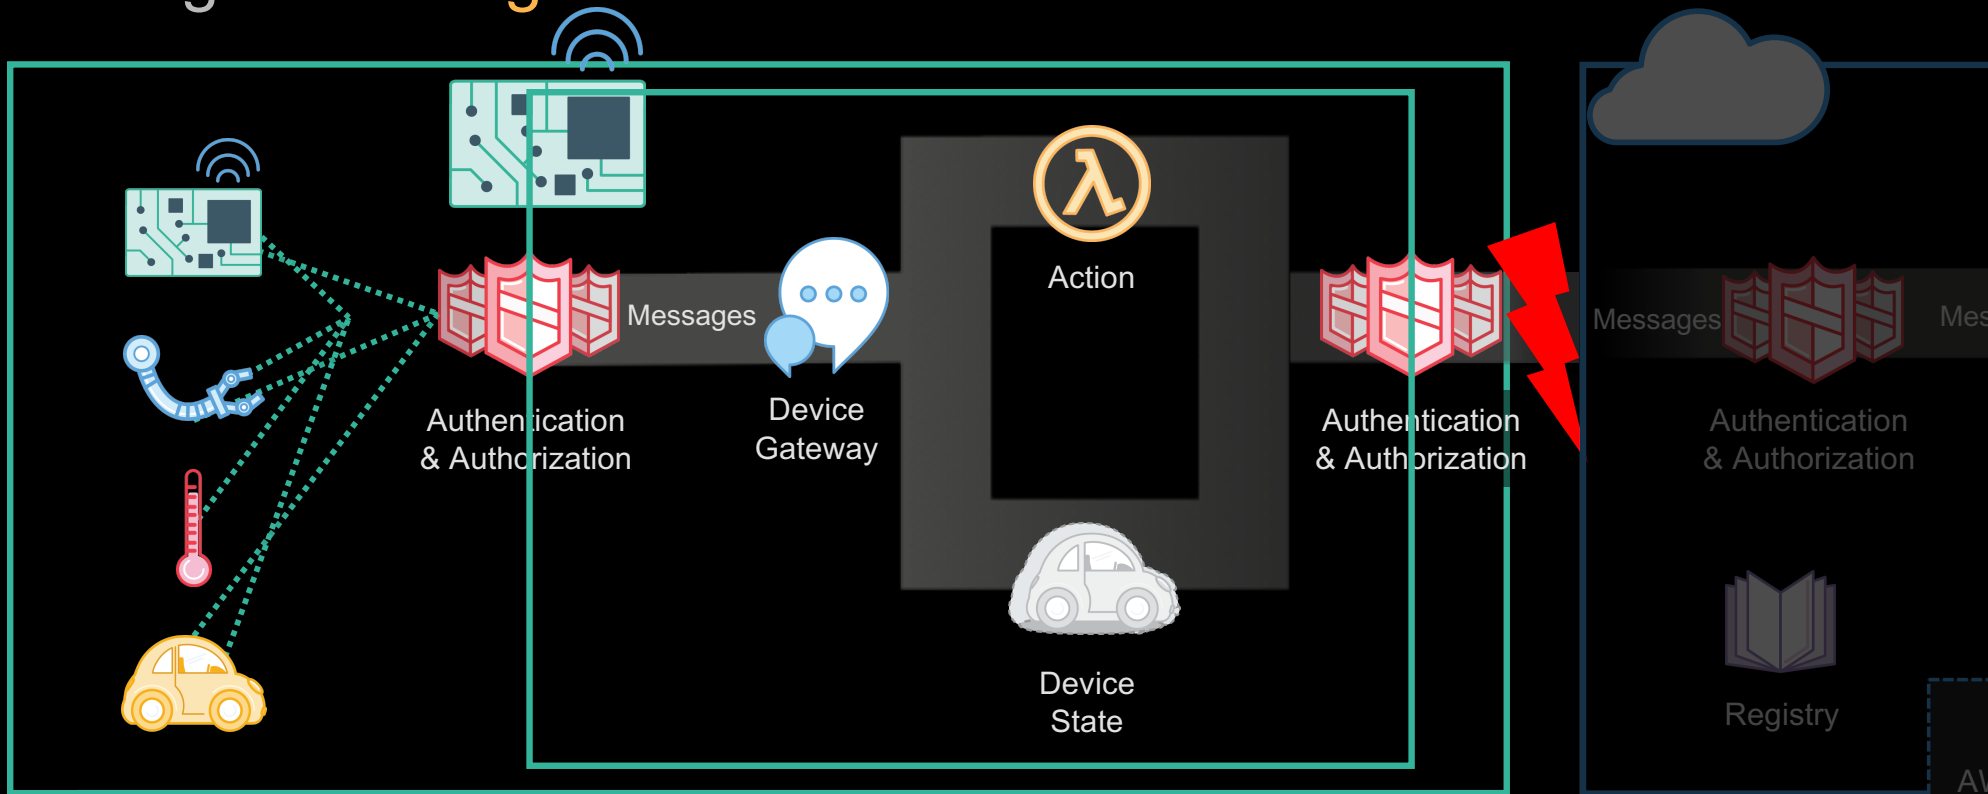 Action
Messages
Messages
Authentication
& Authorization
Device
Gateway
Authentication
& Authorization
Authentication
& Authorization
Device
State
Registry